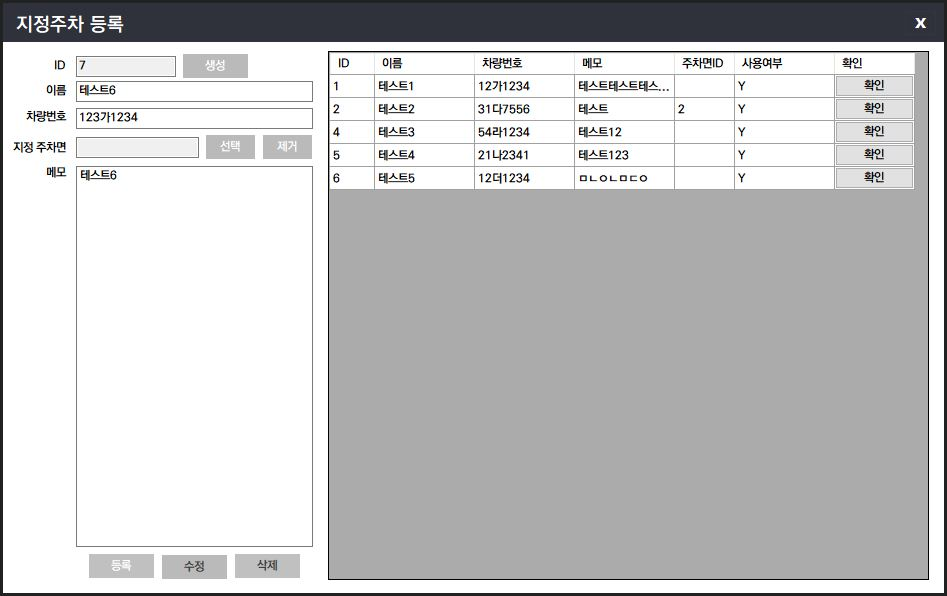 지정주차 등록 X
ID 7 생성
이름 테스트6
차량번호 123가1234
지정 주차면 선택 제거
메모 테스트6
등록 수정 삭제
ID 이름 차량번호 메모 주차면ID 사용여부 확인
1 테스트1 12가1234 테스트테스트테스... Y 확인
2 테스트2 31다7556 테스트 2 Y 확인
4 테스트3 54라1234 테스트12 Y 확인
5 테스트4 21나2341 테스트123 Y 확인
6 테스트5 12더1234 ㅁㄴㅇㄴㅁㄷㅇ Y 확인